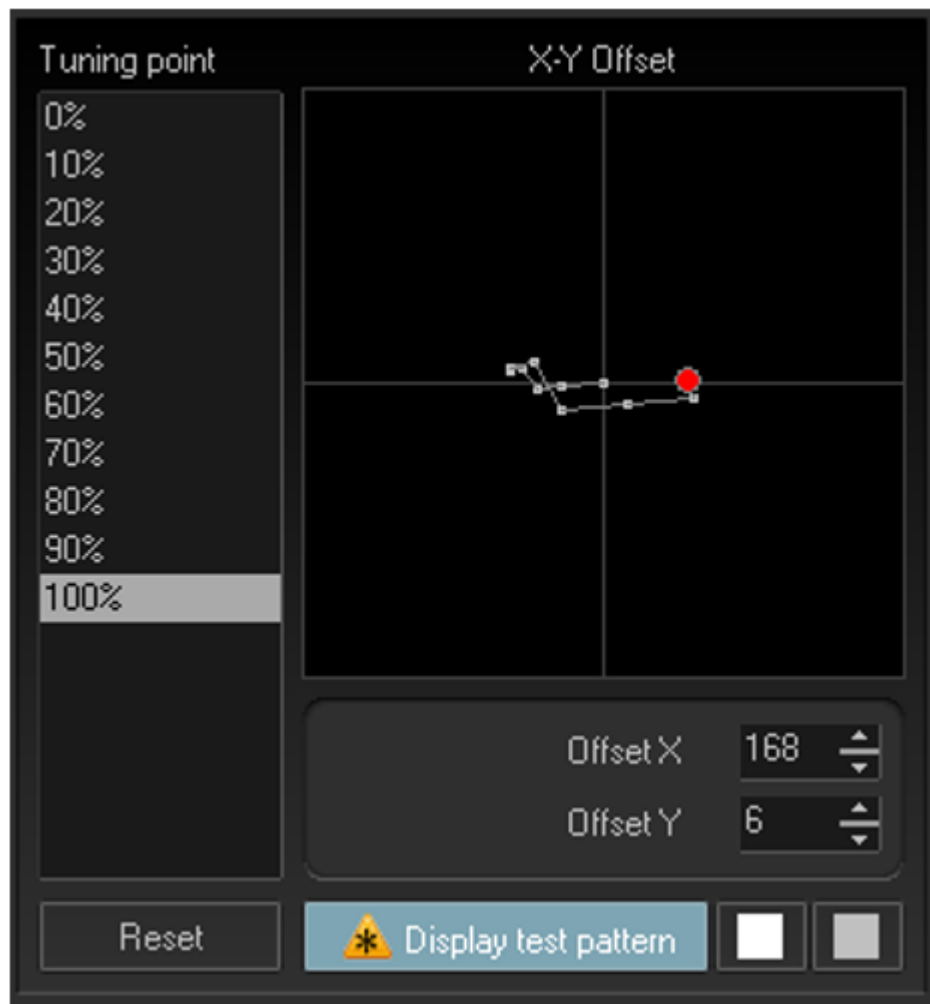 Tuning point
X-Y Offset
0%
10%
20%
30%
40%
50%
60%
70%
80%
90%
100%
Offset X 168
Offset Y 6
Reset
Display test pattern